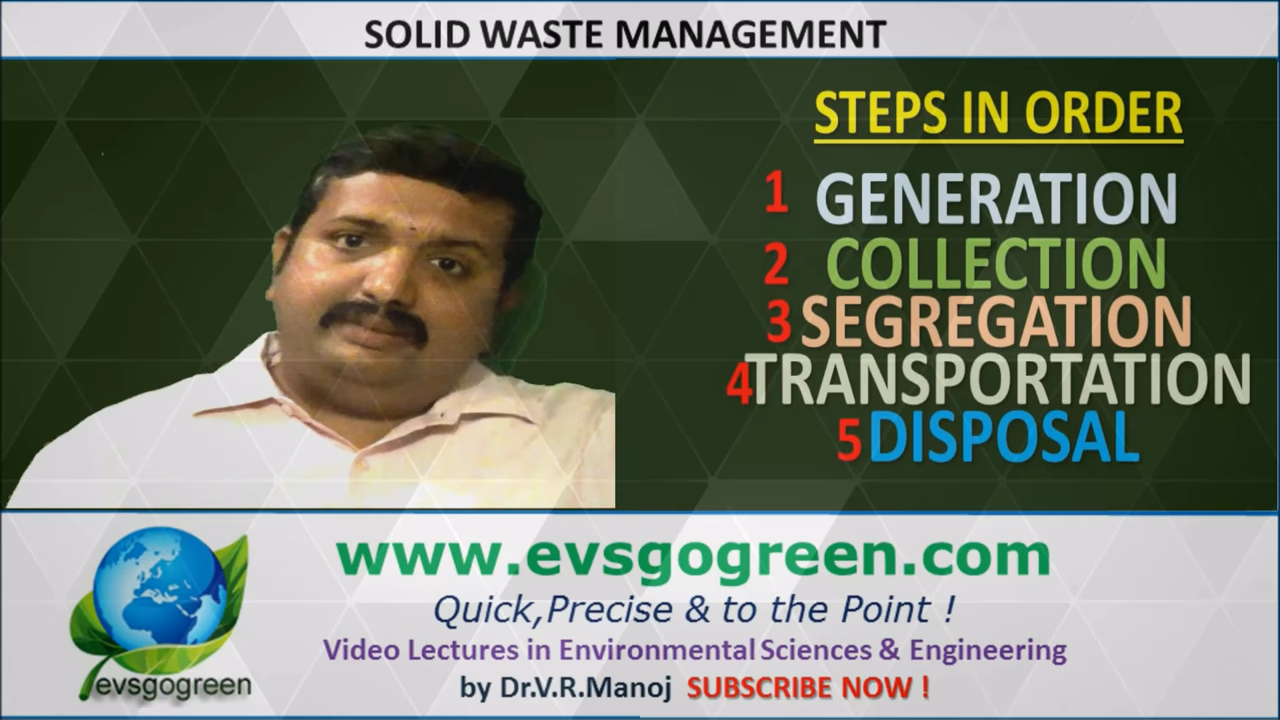 SOLID WASTE MANAGEMENT
STEPS IN ORDER
1 GENERATION
2 COLLECTION
3 SEGREGATION
4 TRANSPORTATION
5 DISPOSAL
www.evsgogreen.com
Quick,Precise & to the Point !
Video Lectures in Environmental Sciences & Engineering
by Dr.V.R.Manoj SUBSCRIBE NOW !
evsgogreen